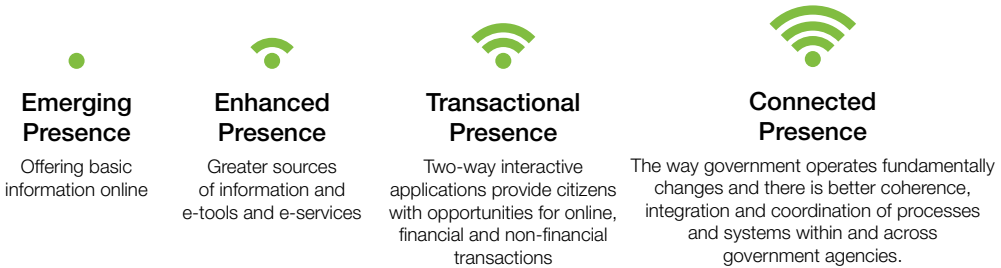 Emerging
Presence
Offering basic
information online
Enhanced
Presence
Greater sources
of information and
e-tools and e-services
Transactional
Presence
Two-way interactive
applications provide citizens
with opportunities for online,
financial and non-financial
transactions
Connected
Presence
The way government operates fundamentally
changes and there is better coherence,
integration and coordination of processes
and systems within and across
government agencies.